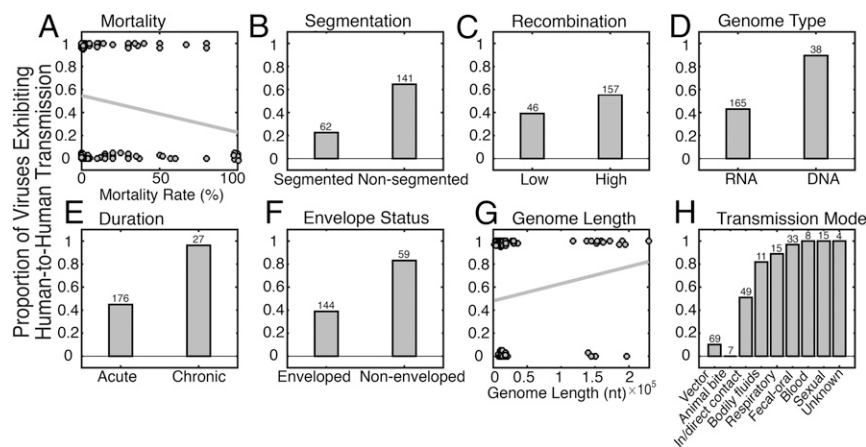 Proportion of Viruses Exhibiting
Human-to-Human Transmission
A Mortality
1
0.8
0.6
0.4
0.2
0
0 50 100
Mortality Rate (%)
B Segmentation
1
0.8
0.6
0.4
0.2
0
62 141
Segmented Non-segmented
C Recombination
1
0.8
0.6
0.4
0.2
0
46 157
Low High
D Genome Type
1
0.8
0.6
0.4
0.2
0
165 38
RNA DNA
E Duration
1
0.8
0.6
0.4
0.2
0
176 27
Acute Chronic
F Envelope Status
1
0.8
0.6
0.4
0.2
0
144 59
Enveloped Non-enveloped
G Genome Length
1
0.8
0.6
0.4
0.2
0
0 1 2
Genome Length (nt) ×10⁵
H Transmission Mode
1
0.8
0.6
0.4
0.2
0
69 7 49 11 15 33 8 15 4
Vector
Animal bite
In/direct contact
Bodily fluids
Respiratory
Fecal-oral
Blood
Sexual
Unknown